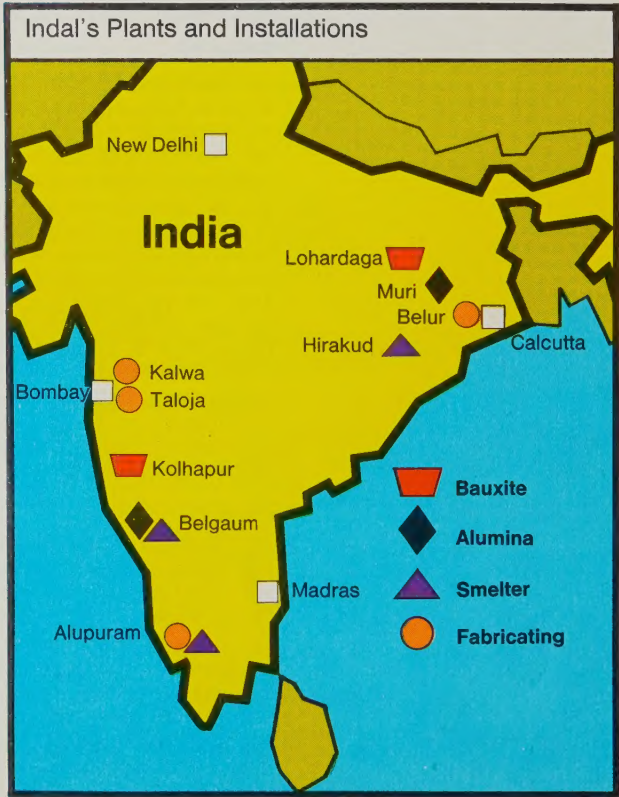 Indal's Plants and Installations
New Delhi
India
Lohardaga
Muri
Belur
Calcutta
Hirakud
Kalwa
Bombay
Taloja
Kolhapur
Bauxite
Belgaum
Alumina
Madras
Smelter
Alupuram
Fabricating